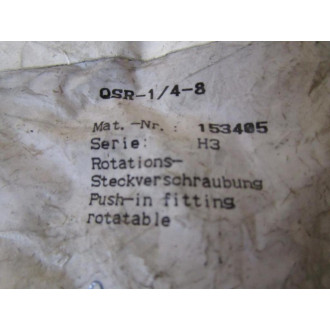 QSR-1/4-8
Mat.-Nr.: 153405
Serie: H3
Rotations-
Steckverschraubung
Push-in fitting
rotatable